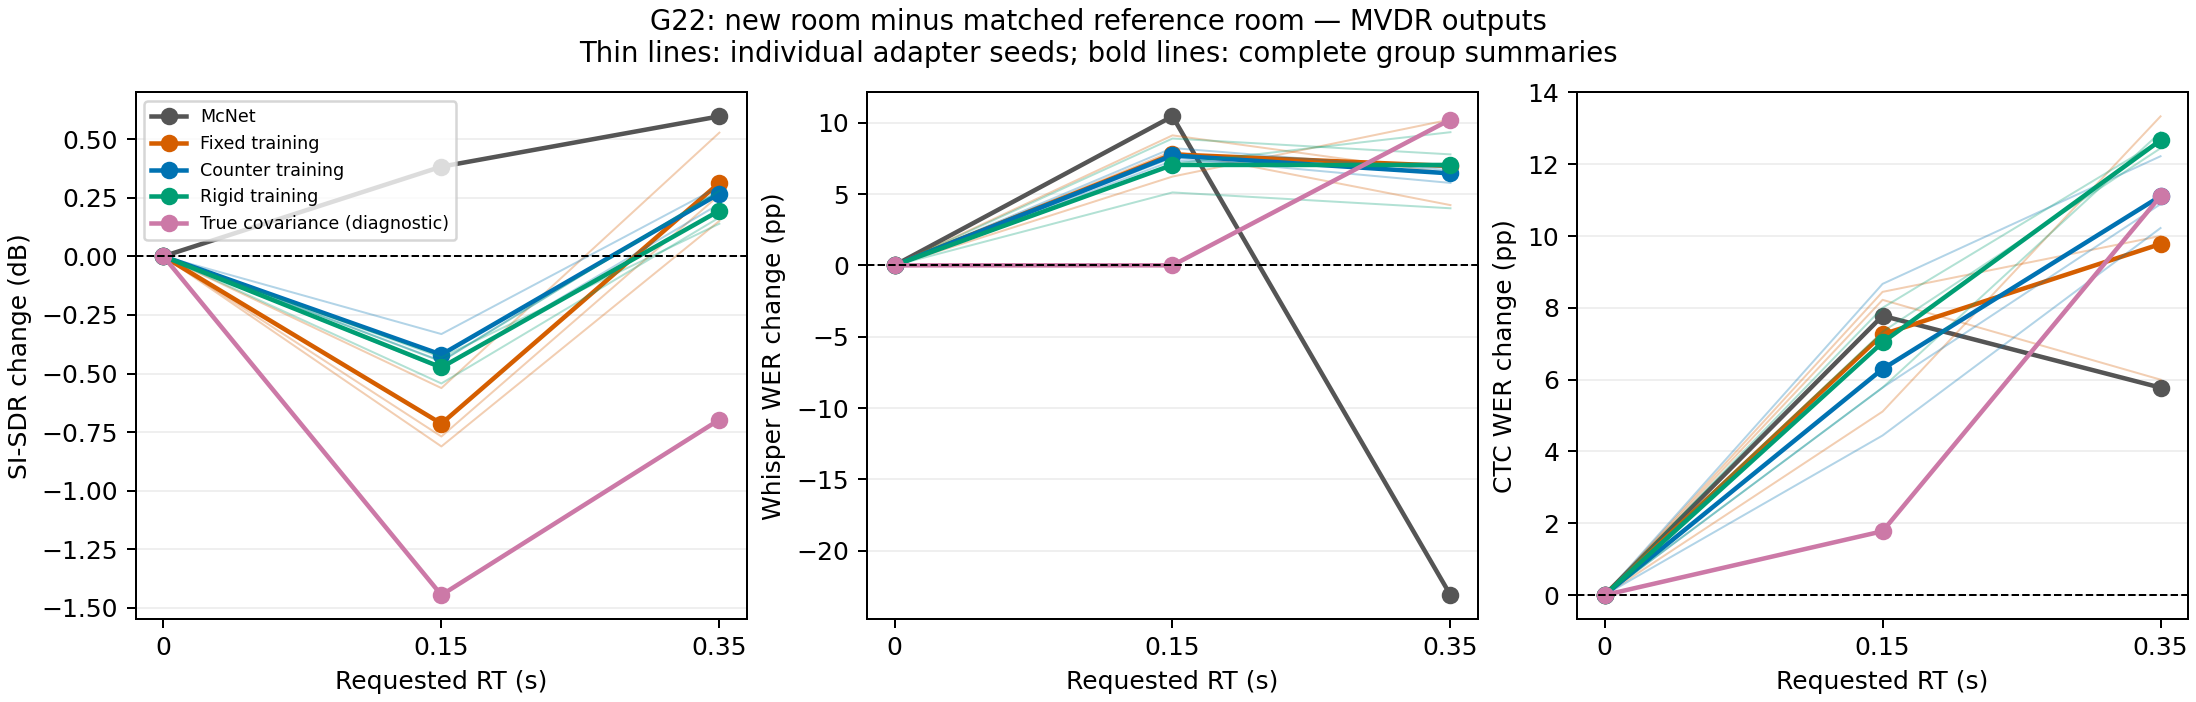 G22: new room minus matched reference room — MVDR outputs
Thin lines: individual adapter seeds; bold lines: complete group summaries
SI-SDR change (dB)
0.50
0.25
0.00
−0.25
−0.50
−0.75
−1.00
−1.25
−1.50
McNet
Fixed training
Counter training
Rigid training
True covariance (diagnostic)
0
0.15
0.35
Requested RT (s)
Whisper WER change (pp)
10
5
0
−5
−10
−15
−20
0
0.15
0.35
Requested RT (s)
CTC WER change (pp)
14
12
10
8
6
4
2
0
0
0.15
0.35
Requested RT (s)